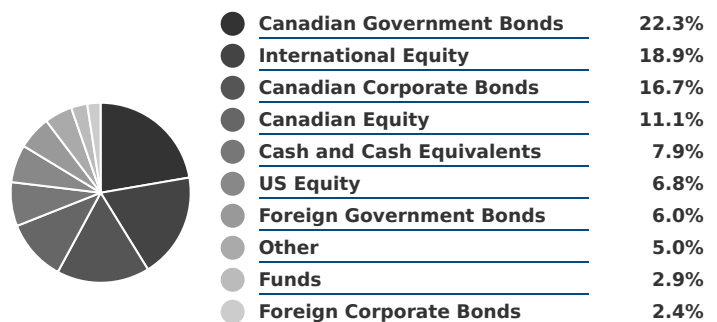 Canadian Government Bonds 22.3%
International Equity 18.9%
Canadian Corporate Bonds 16.7%
Canadian Equity 11.1%
Cash and Cash Equivalents 7.9%
US Equity 6.8%
Foreign Government Bonds 6.0%
Other 5.0%
Funds 2.9%
Foreign Corporate Bonds 2.4%